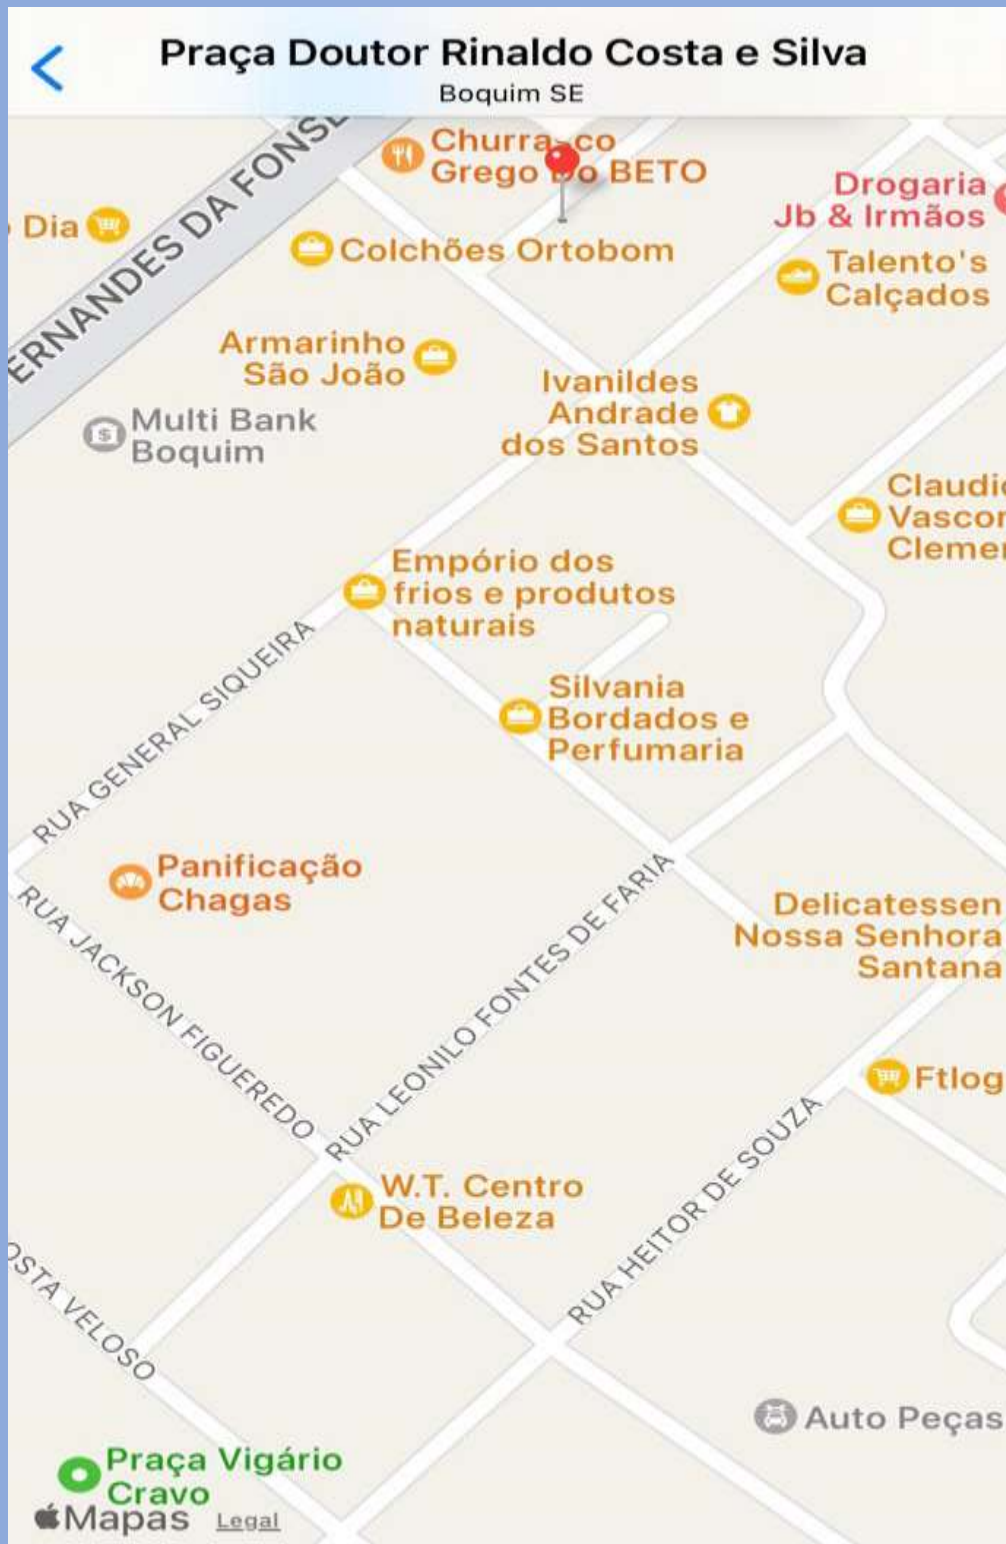 Praça Doutor Rinaldo Costa e Silva
Boquim SE
ERNANDES DA FONS
Churrasco
Grego Do BETO
Drogaria
Jb & Irmãos
Dia
Colchões Ortobom
Talento's
Calçados
Armarinho
São João
Ivanildes
Andrade
dos Santos
Multi Bank
Boquim
Claudi
Vascon
Clemen
Empório dos
frios e produtos
naturais
RUA GENERAL SIQUEIRA
Silvania
Bordados e
Perfumaria
Panificação
Chagas
RUA JACKSON FIGUEREDO
RUA LEONILO FONTES DE FARIA
Delicatessen
Nossa Senhora
Santana
Ftlog
RUA HEITOR DE SOUZA
W.T. Centro
De Beleza
OSTA VELOSO
Auto Peças
Praça Vigário
Cravo
Mapas Legal